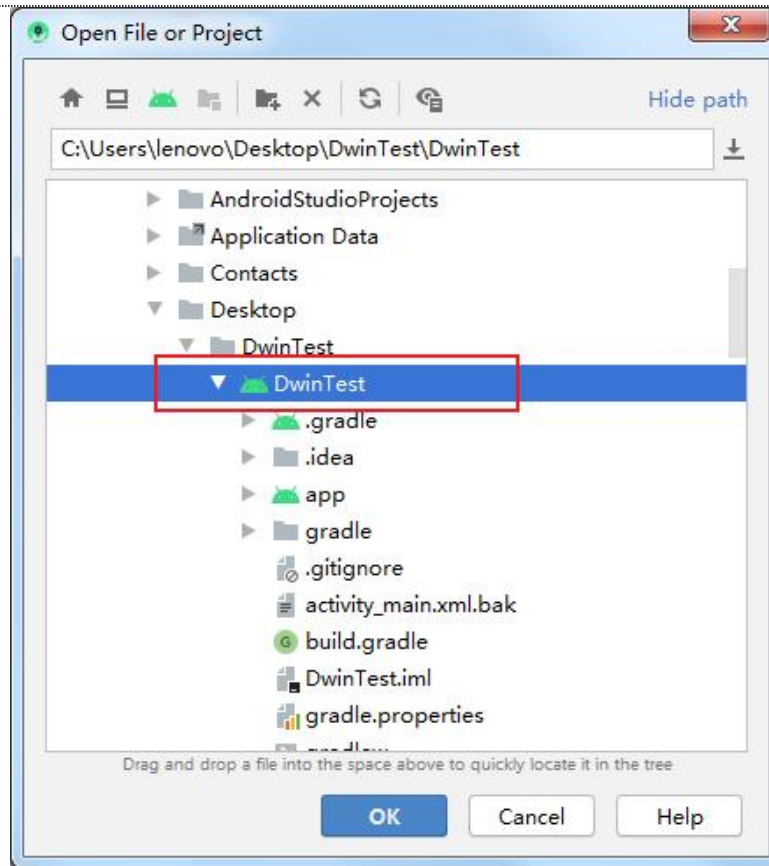 Open File or Project
Hide path
C:\Users\lenovo\Desktop\DwinTest\DwinTest
AndroidStudioProjects
Application Data
Contacts
Desktop
DwinTest
DwinTest
.gradle
.idea
app
gradle
.gitignore
activity_main.xml.bak
build.gradle
DwinTest.iml
gradle.properties
Drag and drop a file into the space above to quickly locate it in the tree
OK Cancel Help